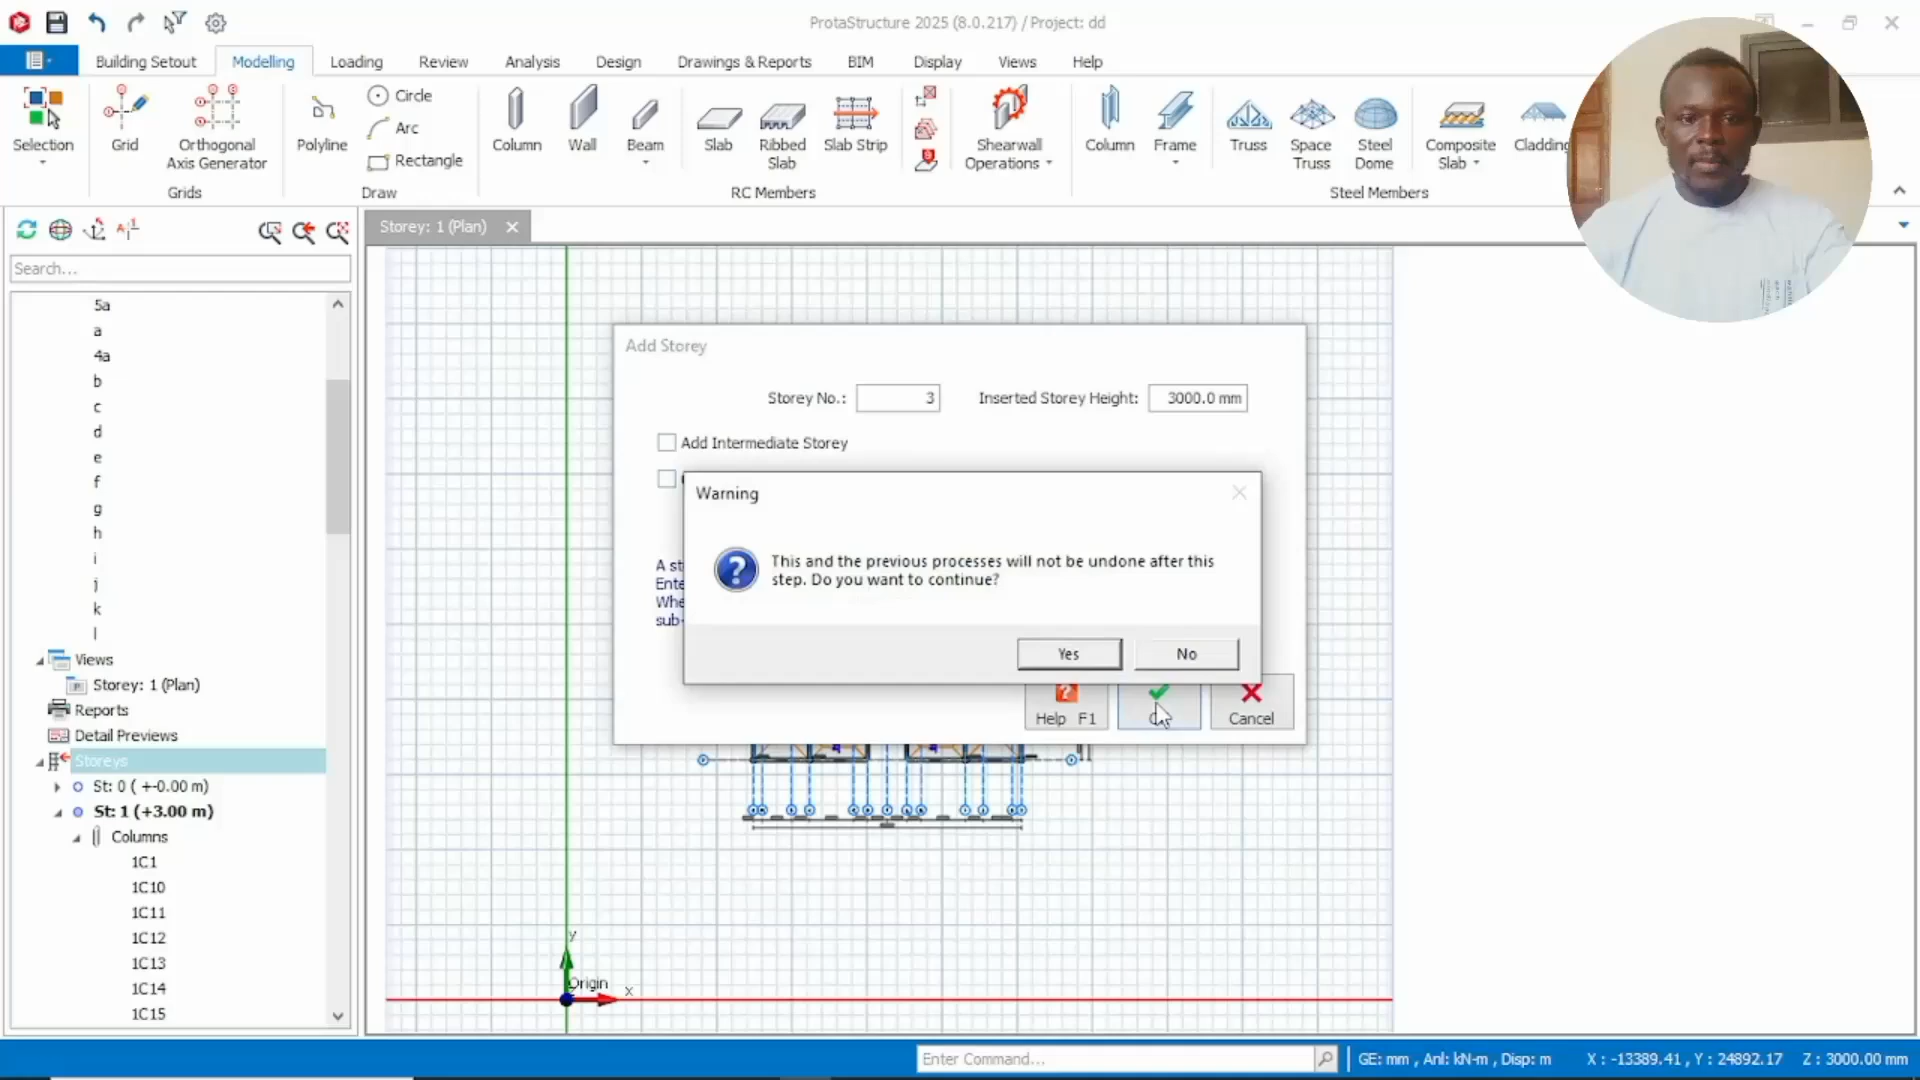 ProtaStructure 2025 (8.0.217) / Project: dd
Building Setout
Modelling
Loading
Review
Analysis
Design
Drawings & Reports
BIM
Display
Views
Help
Selection
Grid
Orthogonal
Axis Generator
Polyline
Circle
Arc
Rectangle
Column
Wall
Beam
Slab
Ribbed
Slab
Slab Strip
Shearwall
Operations
Column
Frame
Truss
Space
Truss
Steel
Dome
Composite
Slab
Cladding
Grids
Draw
RC Members
Steel Members
Storey: 1 (Plan)
Search...
5a
a
4a
b
c
d
e
f
g
h
i
j
k
l
Views
Storey: 1 (Plan)
Reports
Detail Previews
Storeys
St: 0 ( +-0.00 m)
St: 1 (+3.00 m)
Columns
1C1
1C10
1C11
1C12
1C13
1C14
1C15
Add Storey
Storey No.: 3
Inserted Storey Height: 3000.0 mm
Add Intermediate Storey
Warning
This and the previous processes will not be undone after this
step. Do you want to continue?
Yes
No
A st
Ente
Whe
sub-
Help F1
Cancel
y
Origin
x
Enter Command...
GE: mm , Anl: kN-m , Disp: m
X : -13389.41 , Y : 24892.17
Z : 3000.00 mm